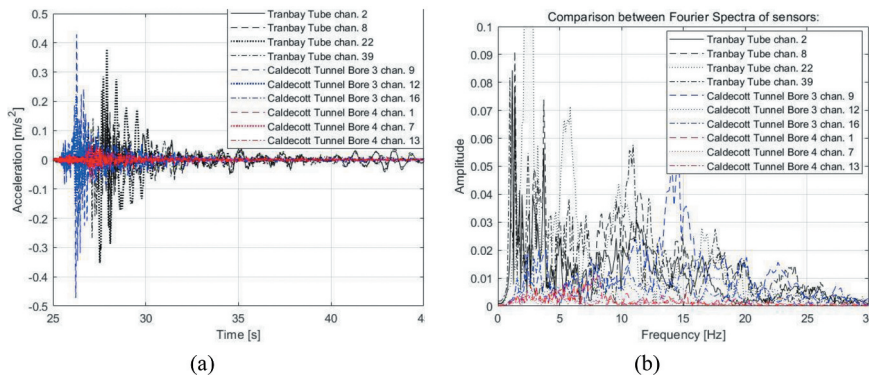 Tranbay Tube chan. 2
Tranbay Tube chan. 8
Tranbay Tube chan. 22
Tranbay Tube chan. 39
Caldecott Tunnel Bore 3 chan. 9
Caldecott Tunnel Bore 3 chan. 12
Caldecott Tunnel Bore 3 chan. 16
Caldecott Tunnel Bore 4 chan. 1
Caldecott Tunnel Bore 4 chan. 7
Caldecott Tunnel Bore 4 chan. 13
0.5
0.4
0.3
0.2
0.1
0
-0.1
-0.2
-0.3
-0.4
-0.5
Acceleration [m/s²]
25 30 35 40 45
Time [s]
(a)
Comparison between Fourier Spectra of sensors:
Tranbay Tube chan. 2
Tranbay Tube chan. 8
Tranbay Tube chan. 22
Tranbay Tube chan. 39
Caldecott Tunnel Bore 3 chan. 9
Caldecott Tunnel Bore 3 chan. 12
Caldecott Tunnel Bore 3 chan. 16
Caldecott Tunnel Bore 4 chan. 1
Caldecott Tunnel Bore 4 chan. 7
Caldecott Tunnel Bore 4 chan. 13
0.1
0.09
0.08
0.07
0.06
0.05
0.04
0.03
0.02
0.01
0
Amplitude
0 5 10 15 20 25 30
Frequency [Hz]
(b)